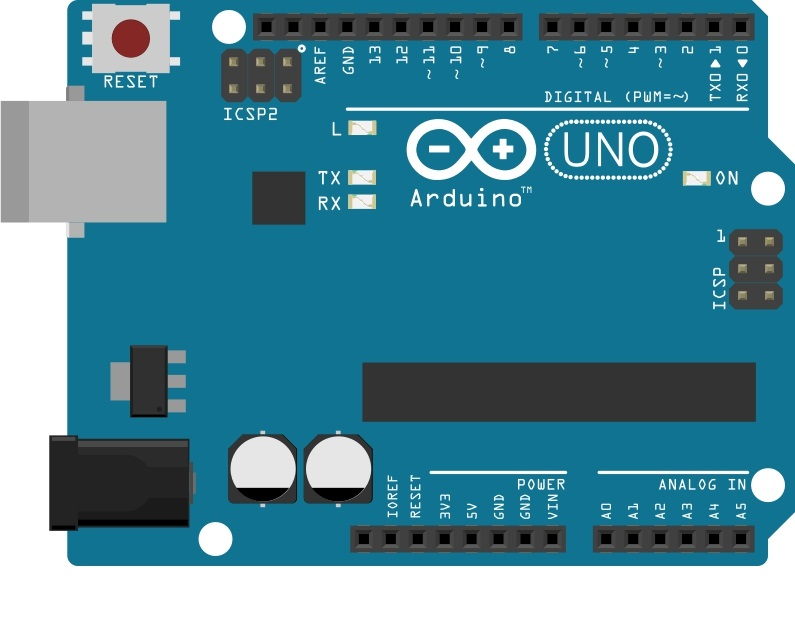 RESET
AREF
GND
13
12
~11
~10
~9
8
7
~6
~5
4
~3
2
TX0▶1
RX0◀0
ICSP2
DIGITAL (PWM=~)
L
TX
RX
UNO
Arduino™
ON
1
ICSP
POWER
ANALOG IN
IOREF
RESET
3V3
5V
GND
GND
VIN
A0
A1
A2
A3
A4
A5